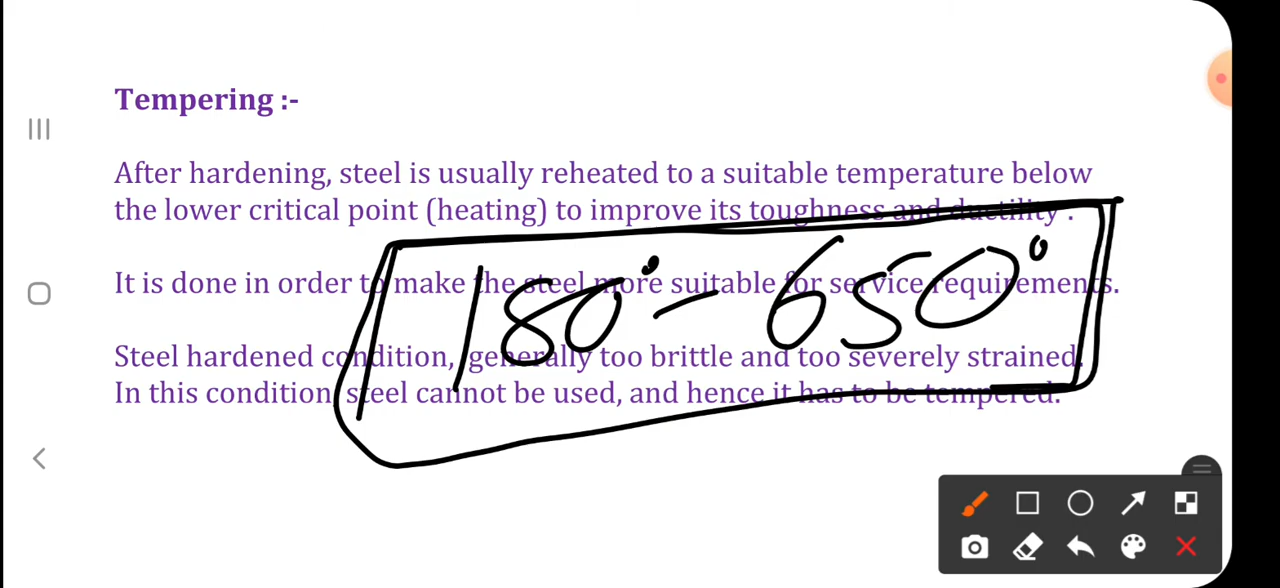 Tempering :-
After hardening, steel is usually reheated to a suitable temperature below
the lower critical point (heating) to improve its toughness and ductility .
It is done in order to make the steel more suitable for service requirements.
180° - 650°
Steel hardened condition, generally too brittle and too severely strained.
In this condition steel cannot be used, and hence it has to be tempered.